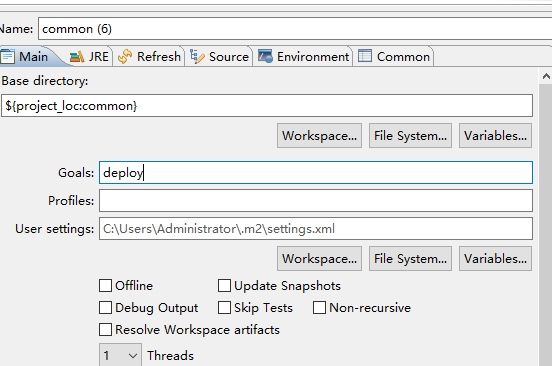 Name: common (6)
Main JRE Refresh Source Environment Common
Base directory:
${project_loc:common}
Workspace... File System... Variables...
Goals: deploy
Profiles:
User settings: C:\Users\Administrator\.m2\settings.xml
Workspace... File System... Variables...
Offline Update Snapshots
Debug Output Skip Tests Non-recursive
Resolve Workspace artifacts
1 Threads